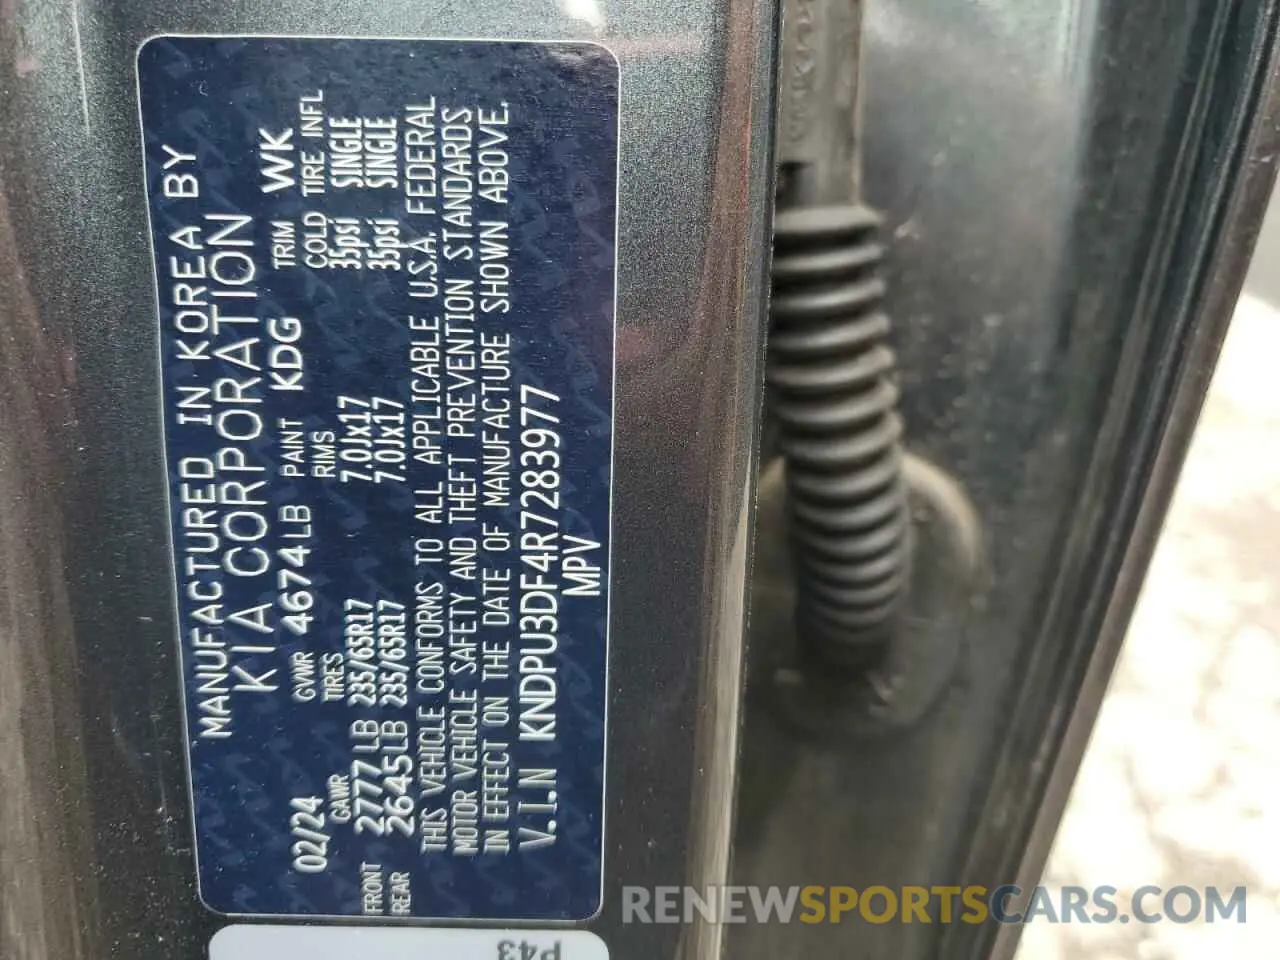 MANUFACTURED IN KOREA BY
KIA CORPORATION
02/24 GVWR 4674LB PAINT KDG TRIM WK
GAWR TIRES RIMS COLD TIRE INFL
FRONT 2777LB 235/65R17 7.0Jx17 35psi SINGLE
REAR 2645LB 235/65R17 7.0Jx17 35psi SINGLE
THIS VEHICLE CONFORMS TO ALL APPLICABLE U.S.A. FEDERAL
MOTOR VEHICLE SAFETY AND THEFT PREVENTION STANDARDS
IN EFFECT ON THE DATE OF MANUFACTURE SHOWN ABOVE.
V.I.N KNDPU3DF4R7283977
MPV
P43
RENEWSPORTSCARS.COM